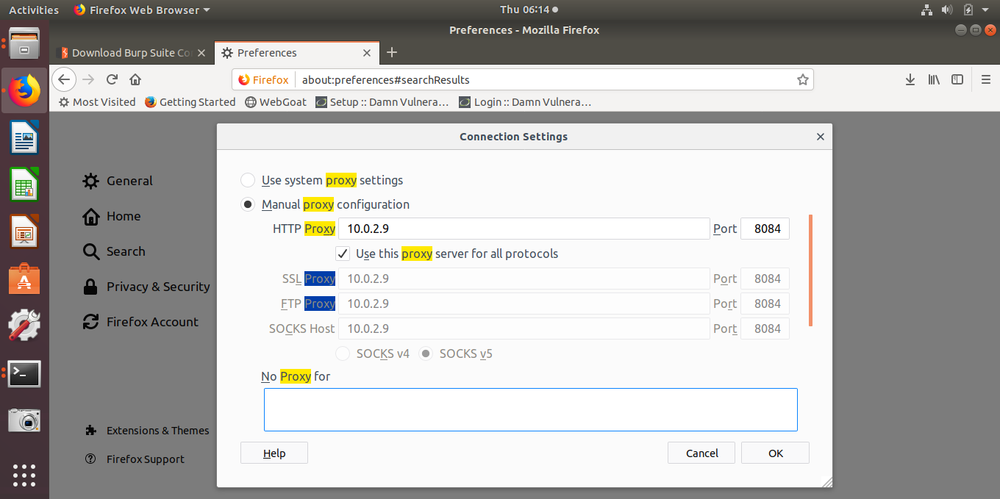 Activities Firefox Web Browser Thu 06:14
Preferences - Mozilla Firefox
Download Burp Suite Co Preferences
Firefox about:preferences#searchResults
Most Visited Getting Started WebGoat Setup :: Damn Vulnera… Login :: Damn Vulnera…
Connection Settings
General
Home
Search
Privacy & Security
Firefox Account
Extensions & Themes
Firefox Support
Use system proxy settings
Manual proxy configuration
HTTP Proxy 10.0.2.9 Port 8084
Use this proxy server for all protocols
SSL Proxy 10.0.2.9 Port 8084
FTP Proxy 10.0.2.9 Port 8084
SOCKS Host 10.0.2.9 Port 8084
SOCKS v4 SOCKS v5
No Proxy for
Help Cancel OK